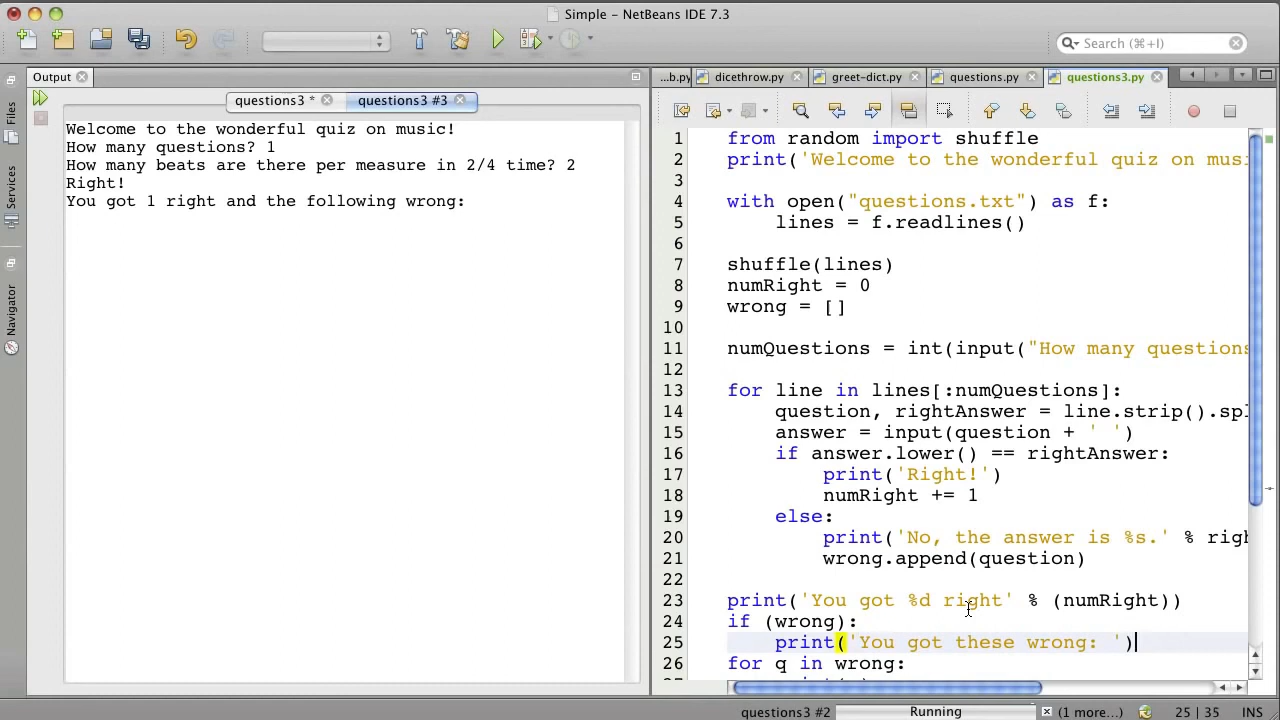 Simple - NetBeans IDE 7.3
Search (⌘+I)
Output
...b.py
dicethrow.py
greet-dict.py
questions.py
questions3.py
questions3 *
questions3 #3
Files
Services
Navigator
Welcome to the wonderful quiz on music!
How many questions? 1
How many beats are there per measure in 2/4 time? 2
Right!
You got 1 right and the following wrong:
1 from random import shuffle
2 print('Welcome to the wonderful quiz on musi
3
4 with open("questions.txt") as f:
5     lines = f.readlines()
6
7 shuffle(lines)
8 numRight = 0
9 wrong = []
10
11 numQuestions = int(input("How many questions
12
13 for line in lines[:numQuestions]:
14     question, rightAnswer = line.strip().spl
15     answer = input(question + ' ')
16     if answer.lower() == rightAnswer:
17         print('Right!')
18         numRight += 1
19     else:
20         print('No, the answer is %s.' % righ
21         wrong.append(question)
22
23 print('You got %d right' % (numRight))
24 if (wrong):
25     print('You got these wrong: ')
26 for q in wrong:
questions3 #2
Running
(1 more...)
25 | 35
INS